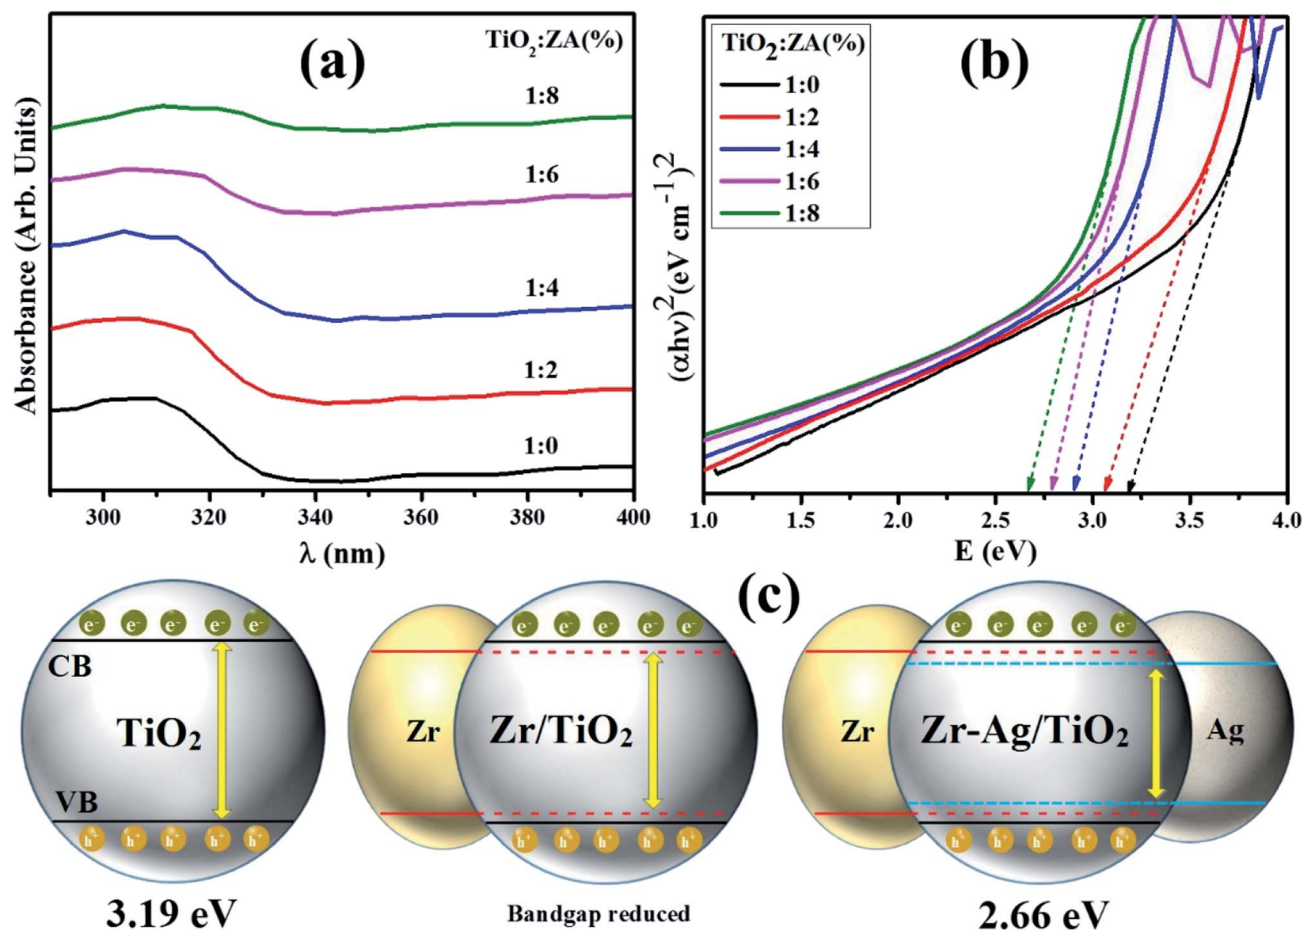 (a)
TiO₂:ZA(%)
1:8
1:6
1:4
1:2
1:0
Absorbance (Arb. Units)
300 320 340 360 380 400
λ (nm)
(b)
TiO₂:ZA(%)
1:0
1:2
1:4
1:6
1:8
(αhν)²(eV cm⁻¹)²
1.0 1.5 2.0 2.5 3.0 3.5 4.0
E (eV)
(c)
e⁻ e⁻ e⁻ e⁻ e⁻
CB
TiO₂
VB
h⁺ h⁺ h⁺ h⁺ h⁺
3.19 eV
e⁻ e⁻ e⁻ e⁻ e⁻
Zr
Zr/TiO₂
h⁺ h⁺ h⁺ h⁺ h⁺
Bandgap reduced
e⁻ e⁻ e⁻ e⁻ e⁻
Zr
Zr-Ag/TiO₂
Ag
h⁺ h⁺ h⁺ h⁺ h⁺
2.66 eV